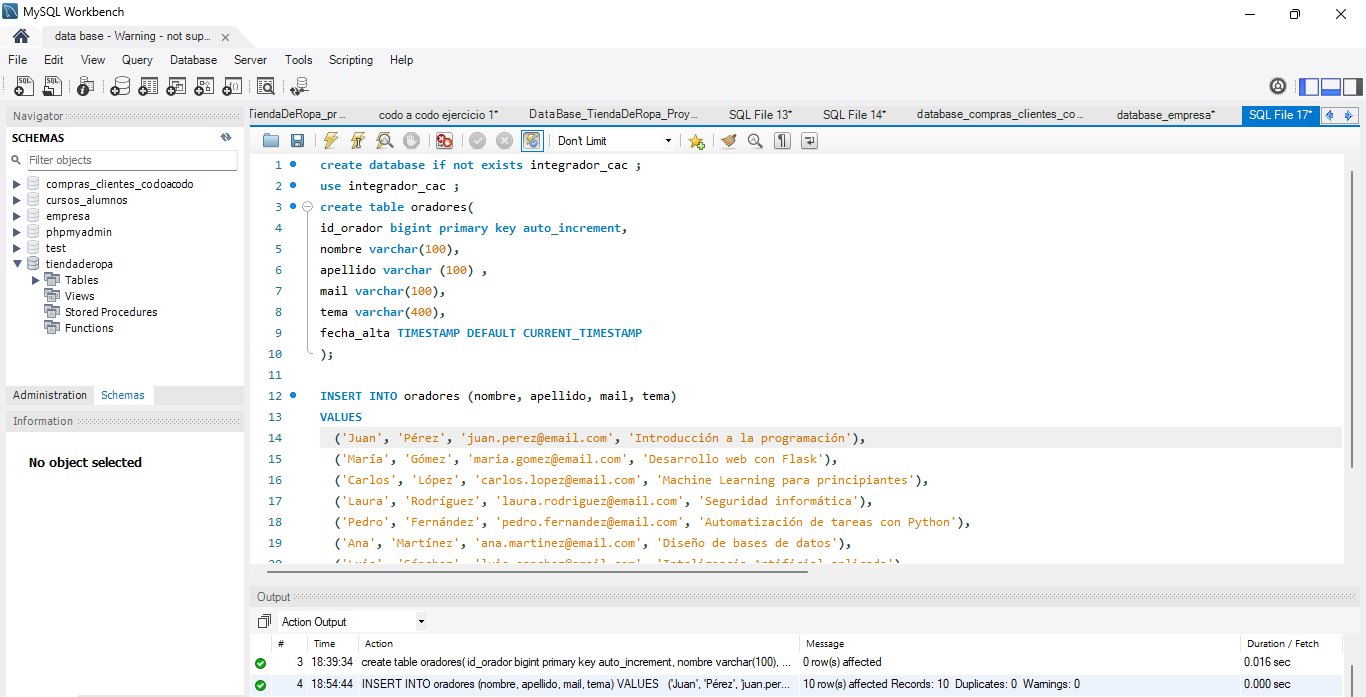 MySQL Workbench
data base - Warning - not sup...
File Edit View Query Database Server Tools Scripting Help
Navigator
SCHEMAS
Filter objects
compras_clientes_codoacodo
cursos_alumnos
empresa
phpmyadmin
test
tiendaderopa
Tables
Views
Stored Procedures
Functions
Administration Schemas
Information
No object selected
TiendaDeRopa_pr... codo a codo ejercicio 1* DataBase_TiendaDeRopa_Proy... SQL File 13* SQL File 14* database_compras_clientes_co... database_empresa* SQL File 17*
Don't Limit
1 create database if not exists integrador_cac ;
2 use integrador_cac ;
3 create table oradores(
4 id_orador bigint primary key auto_increment,
5 nombre varchar(100),
6 apellido varchar (100) ,
7 mail varchar(100),
8 tema varchar(400),
9 fecha_alta TIMESTAMP DEFAULT CURRENT_TIMESTAMP
10 );
11
12 INSERT INTO oradores (nombre, apellido, mail, tema)
13 VALUES
14 ('Juan', 'Pérez', 'juan.perez@email.com', 'Introducción a la programación'),
15 ('María', 'Gómez', 'maria.gomez@email.com', 'Desarrollo web con Flask'),
16 ('Carlos', 'López', 'carlos.lopez@email.com', 'Machine Learning para principiantes'),
17 ('Laura', 'Rodríguez', 'laura.rodriguez@email.com', 'Seguridad informática'),
18 ('Pedro', 'Fernández', 'pedro.fernandez@email.com', 'Automatización de tareas con Python'),
19 ('Ana', 'Martínez', 'ana.martinez@email.com', 'Diseño de bases de datos'),
Output
Action Output
# Time Action Message Duration / Fetch
3 18:39:34 create table oradores( id_orador bigint primary key auto_increment, nombre varchar(100), ... 0 row(s) affected 0.016 sec
4 18:54:44 INSERT INTO oradores (nombre, apellido, mail, tema) VALUES ('Juan', 'Pérez', 'juan.per... 10 row(s) affected Records: 10 Duplicates: 0 Warnings: 0 0.000 sec